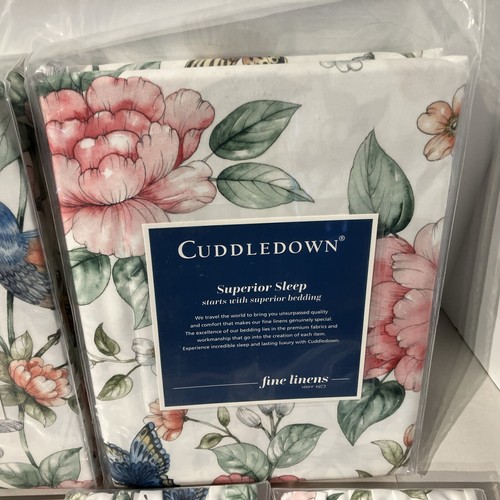 CUDDLEDOWN®
Superior Sleep
starts with superior bedding
We travel the world to bring you unsurpassed quality
and comfort that makes our fine linens genuinely special.
The excellence of our bedding lies in the premium fabrics and
workmanship that go into the creation of each item.
Experience incredible sleep and lasting luxury with Cuddledown.
fine linens